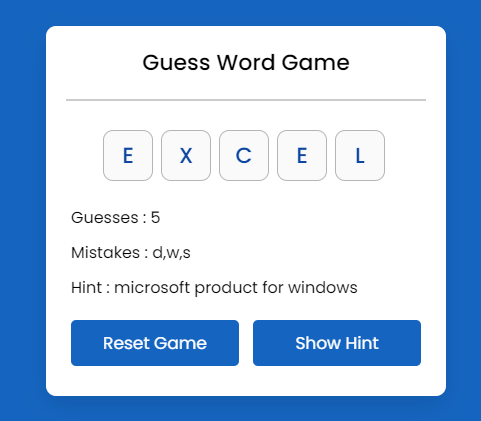 Guess Word Game
E X C E L
Guesses : 5
Mistakes : d,w,s
Hint : microsoft product for windows
Reset Game Show Hint